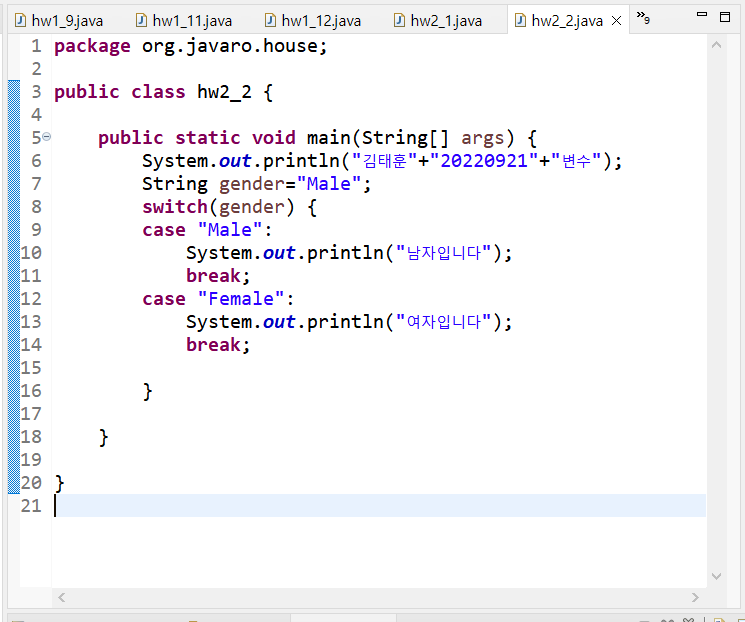 hw1_9.java hw1_11.java hw1_12.java hw2_1.java hw2_2.java 9
1 package org.javaro.house;
2
3 public class hw2_2 {
4
5 public static void main(String[] args) {
6 System.out.println("김태훈"+"20220921"+"변수");
7 String gender="Male";
8 switch(gender) {
9 case "Male":
10 System.out.println("남자입니다");
11 break;
12 case "Female":
13 System.out.println("여자입니다");
14 break;
15
16 }
17
18 }
19
20 }
21